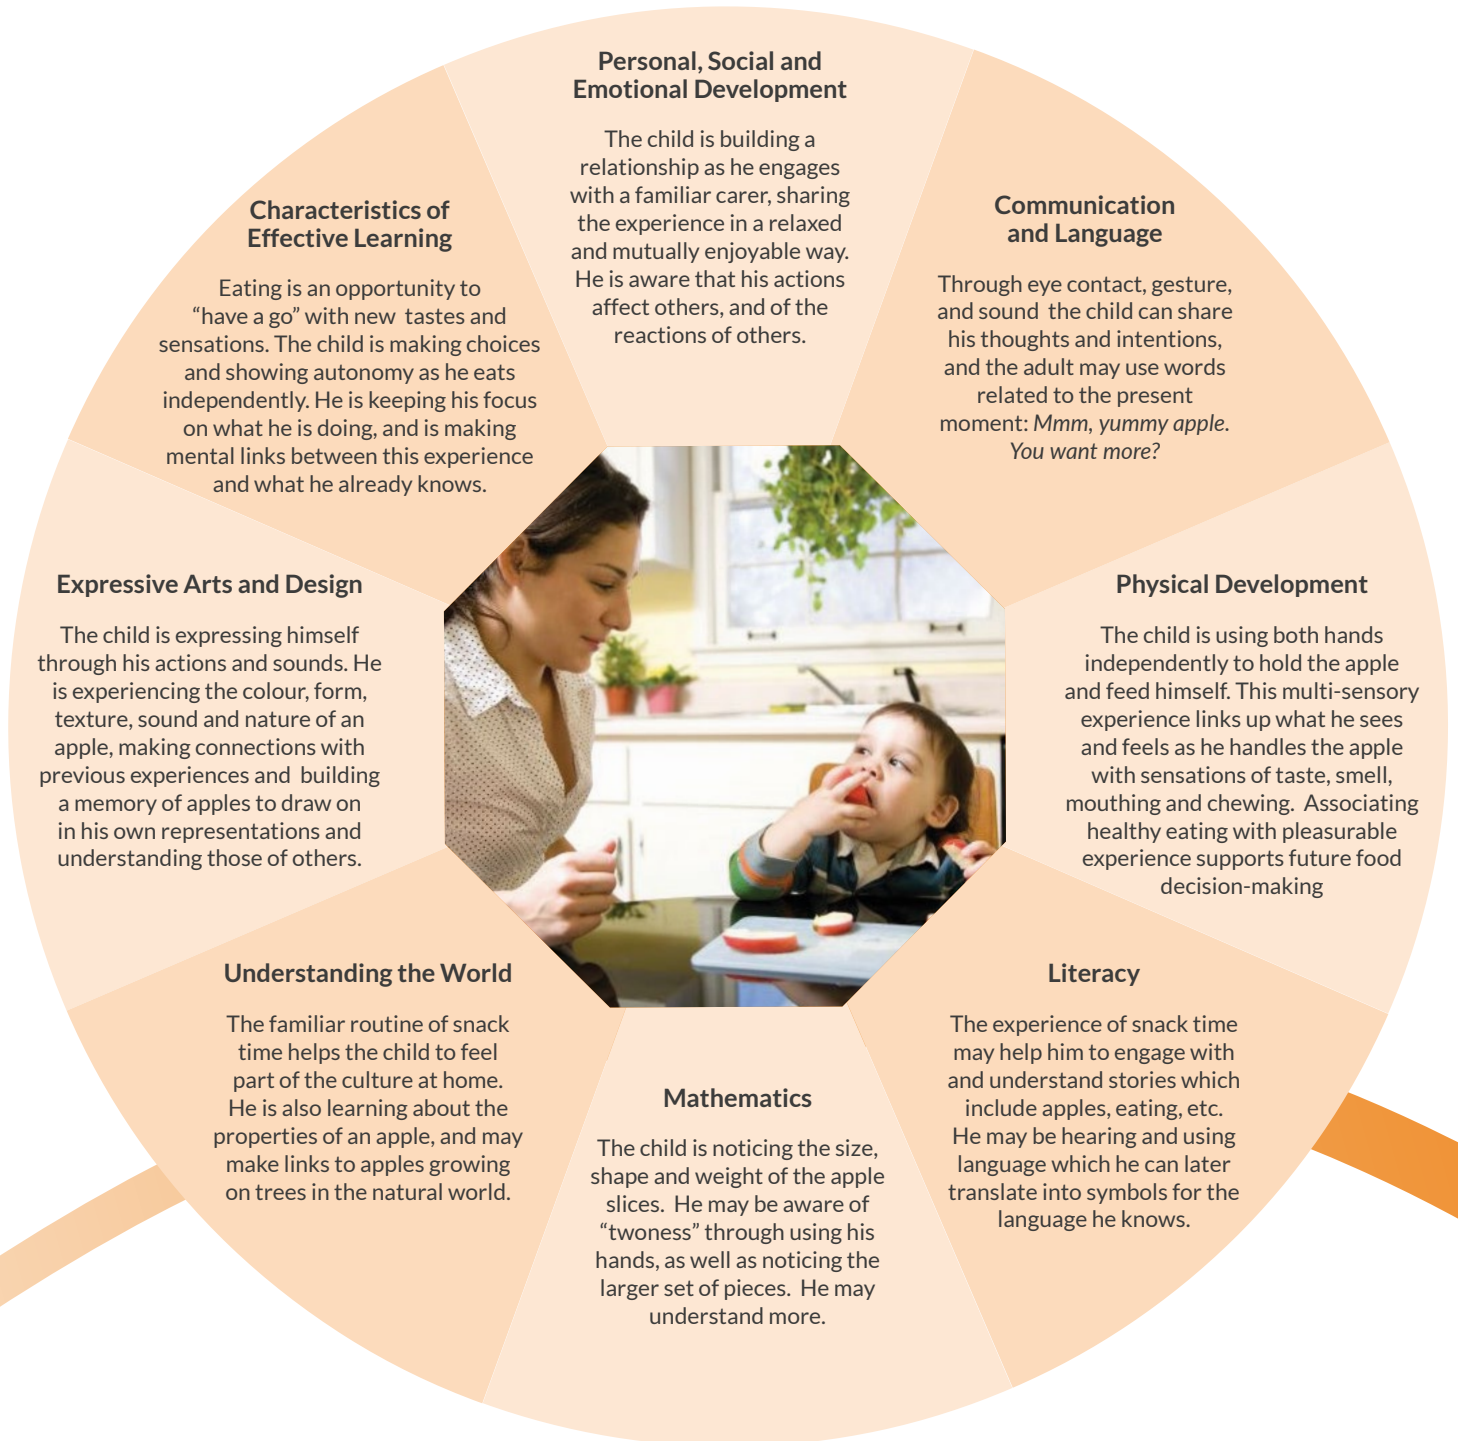 Personal, Social and
Emotional Development
The child is building a
relationship as he engages
with a familiar carer, sharing
the experience in a relaxed
and mutually enjoyable way.
He is aware that his actions
affect others, and of the
reactions of others.
Communication
and Language
Through eye contact, gesture,
and sound the child can share
his thoughts and intentions,
and the adult may use words
related to the present
moment: Mmm, yummy apple.
You want more?
Physical Development
The child is using both hands
independently to hold the apple
and feed himself. This multi-sensory
experience links up what he sees
and feels as he handles the apple
with sensations of taste, smell,
mouthing and chewing. Associating
healthy eating with pleasurable
experience supports future food
decision-making
Literacy
The experience of snack time
may help him to engage with
and understand stories which
include apples, eating, etc.
He may be hearing and using
language which he can later
translate into symbols for the
language he knows.
Mathematics
The child is noticing the size,
shape and weight of the apple
slices. He may be aware of
“twoness” through using his
hands, as well as noticing the
larger set of pieces. He may
understand more.
Understanding the World
The familiar routine of snack
time helps the child to feel
part of the culture at home.
He is also learning about the
properties of an apple, and may
make links to apples growing
on trees in the natural world.
Expressive Arts and Design
The child is expressing himself
through his actions and sounds. He
is experiencing the colour, form,
texture, sound and nature of an
apple, making connections with
previous experiences and building
a memory of apples to draw on
in his own representations and
understanding those of others.
Characteristics of
Effective Learning
Eating is an opportunity to
“have a go” with new tastes and
sensations. The child is making choices
and showing autonomy as he eats
independently. He is keeping his focus
on what he is doing, and is making
mental links between this experience
and what he already knows.